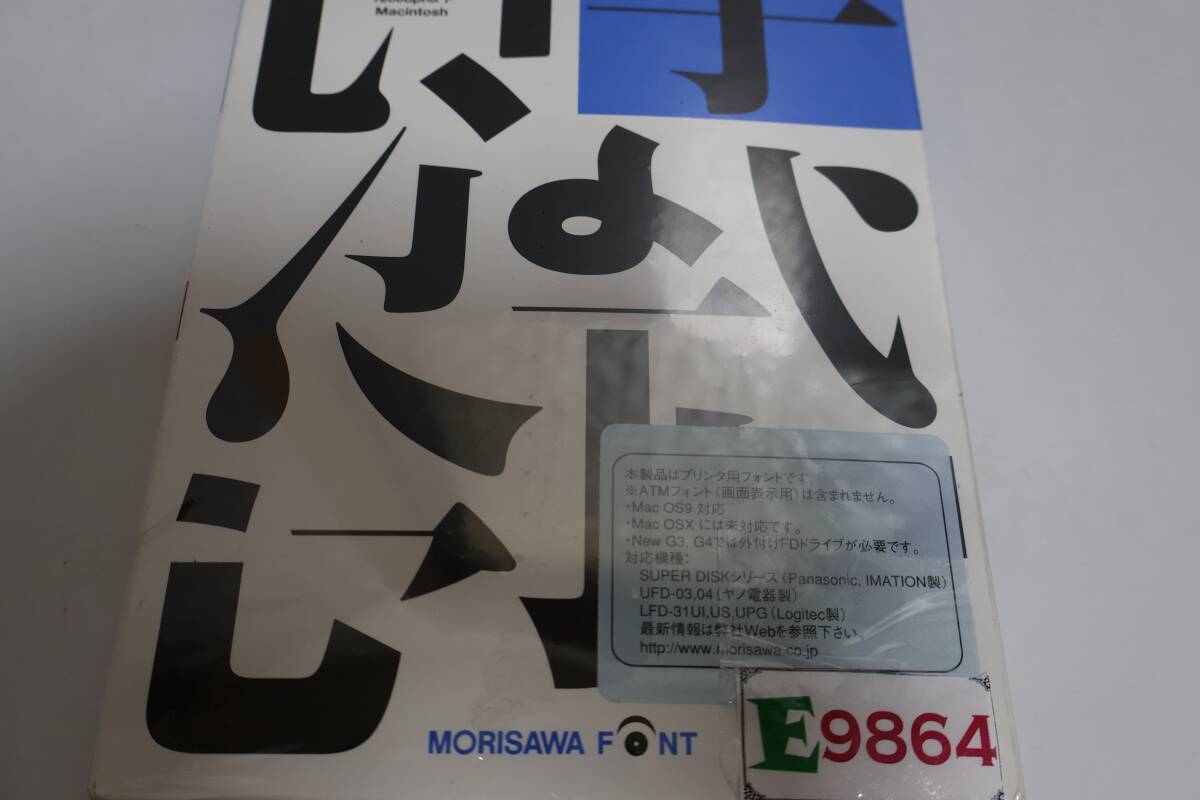 Macintosh
本製品はプリンタ用フォントです。
※ATMフォント(画面表示用)は含まれません。
・Mac OS9 対応
・Mac OSX には未対応です。
・New G3, G4では外付けFDドライブが必要です。
対応機種:
SUPER DISKシリーズ(Panasonic, IMATION製)
UFD-03,04(ヤノ電器製)
LFD-31UI,US,UPG(Logitec製)
最新情報は弊社Webを参照下さい。
http://www.morisawa.co.jp
MORISAWA FONT
E9864